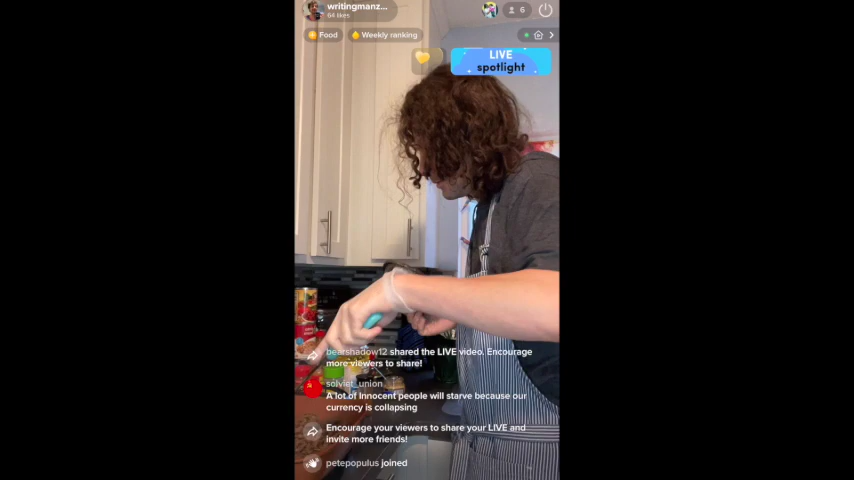 writingmanz...
64 likes
6
Food
Weekly ranking
LIVE
spotlight
bearshadow12 shared the LIVE video. Encourage
more viewers to share!
solviet_union
A lot of Innocent people will starve because our
currency is collapsing
Encourage your viewers to share your LIVE and
invite more friends!
petepopulus joined